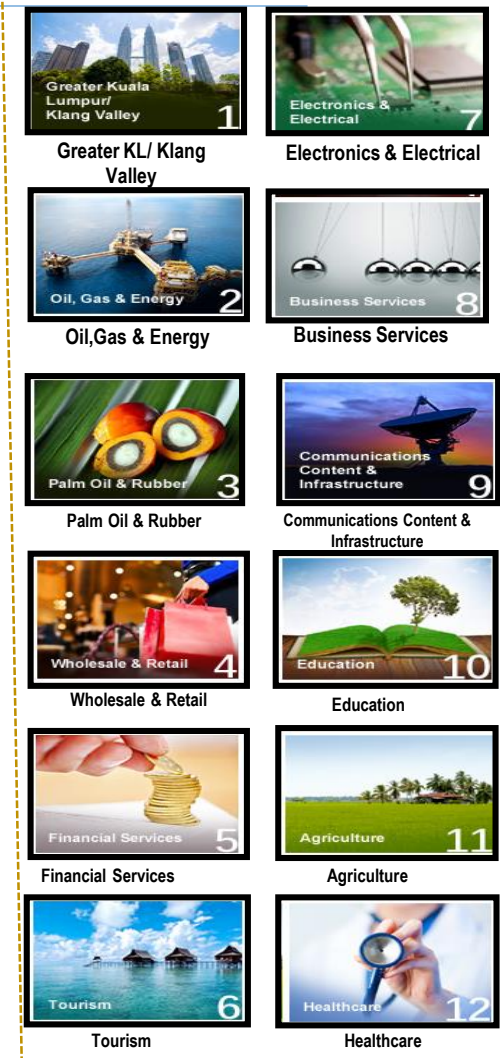 Greater Kuala
Lumpur/
Klang Valley
1
Greater KL/ Klang
Valley
Oil, Gas & Energy
2
Oil,Gas & Energy
Palm Oil & Rubber
3
Palm Oil & Rubber
Wholesale & Retail
4
Wholesale & Retail
Financial Services
5
Financial Services
Tourism
6
Tourism
Electronics &
Electrical
7
Electronics & Electrical
Business Services
8
Business Services
Communications
Content &
Infrastructure
9
Communications Content &
Infrastructure
Education
10
Education
Agriculture
11
Agriculture
Healthcare
12
Healthcare